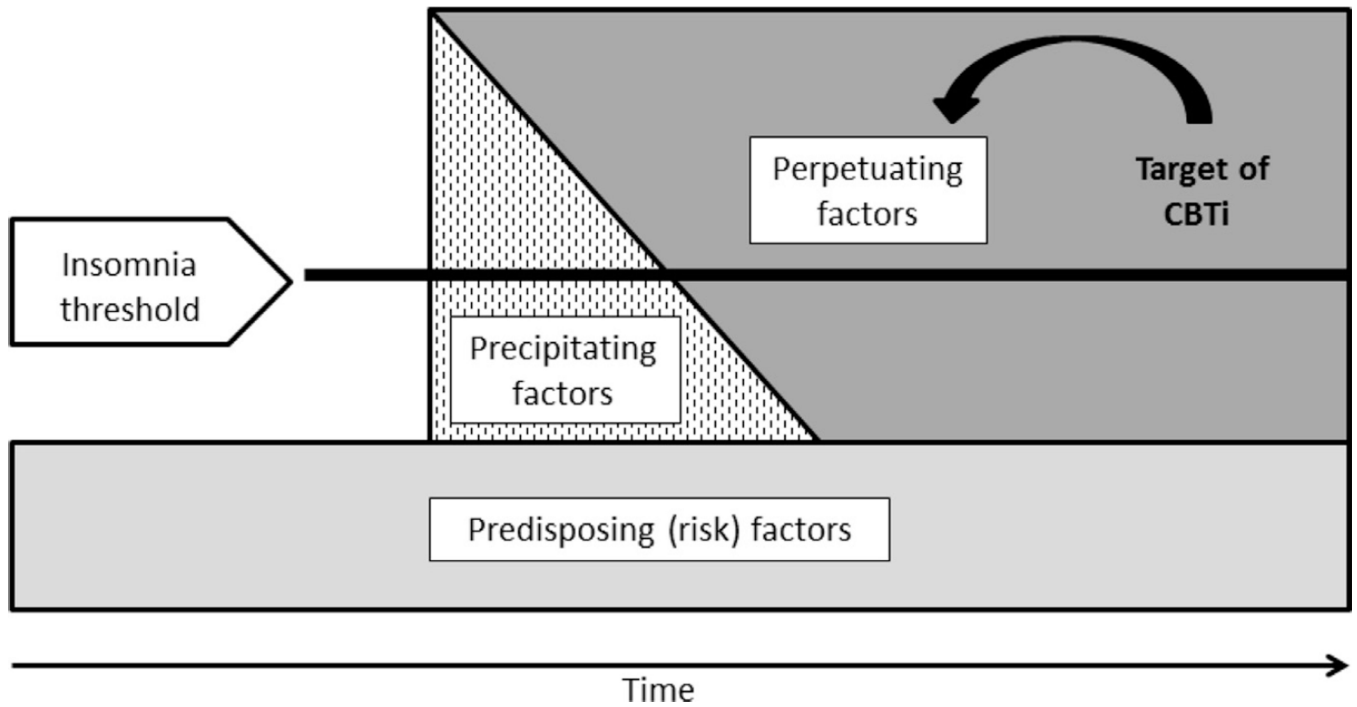 Perpetuating
factors
Target of
CBTi
Insomnia
threshold
Precipitating
factors
Predisposing (risk) factors
Time